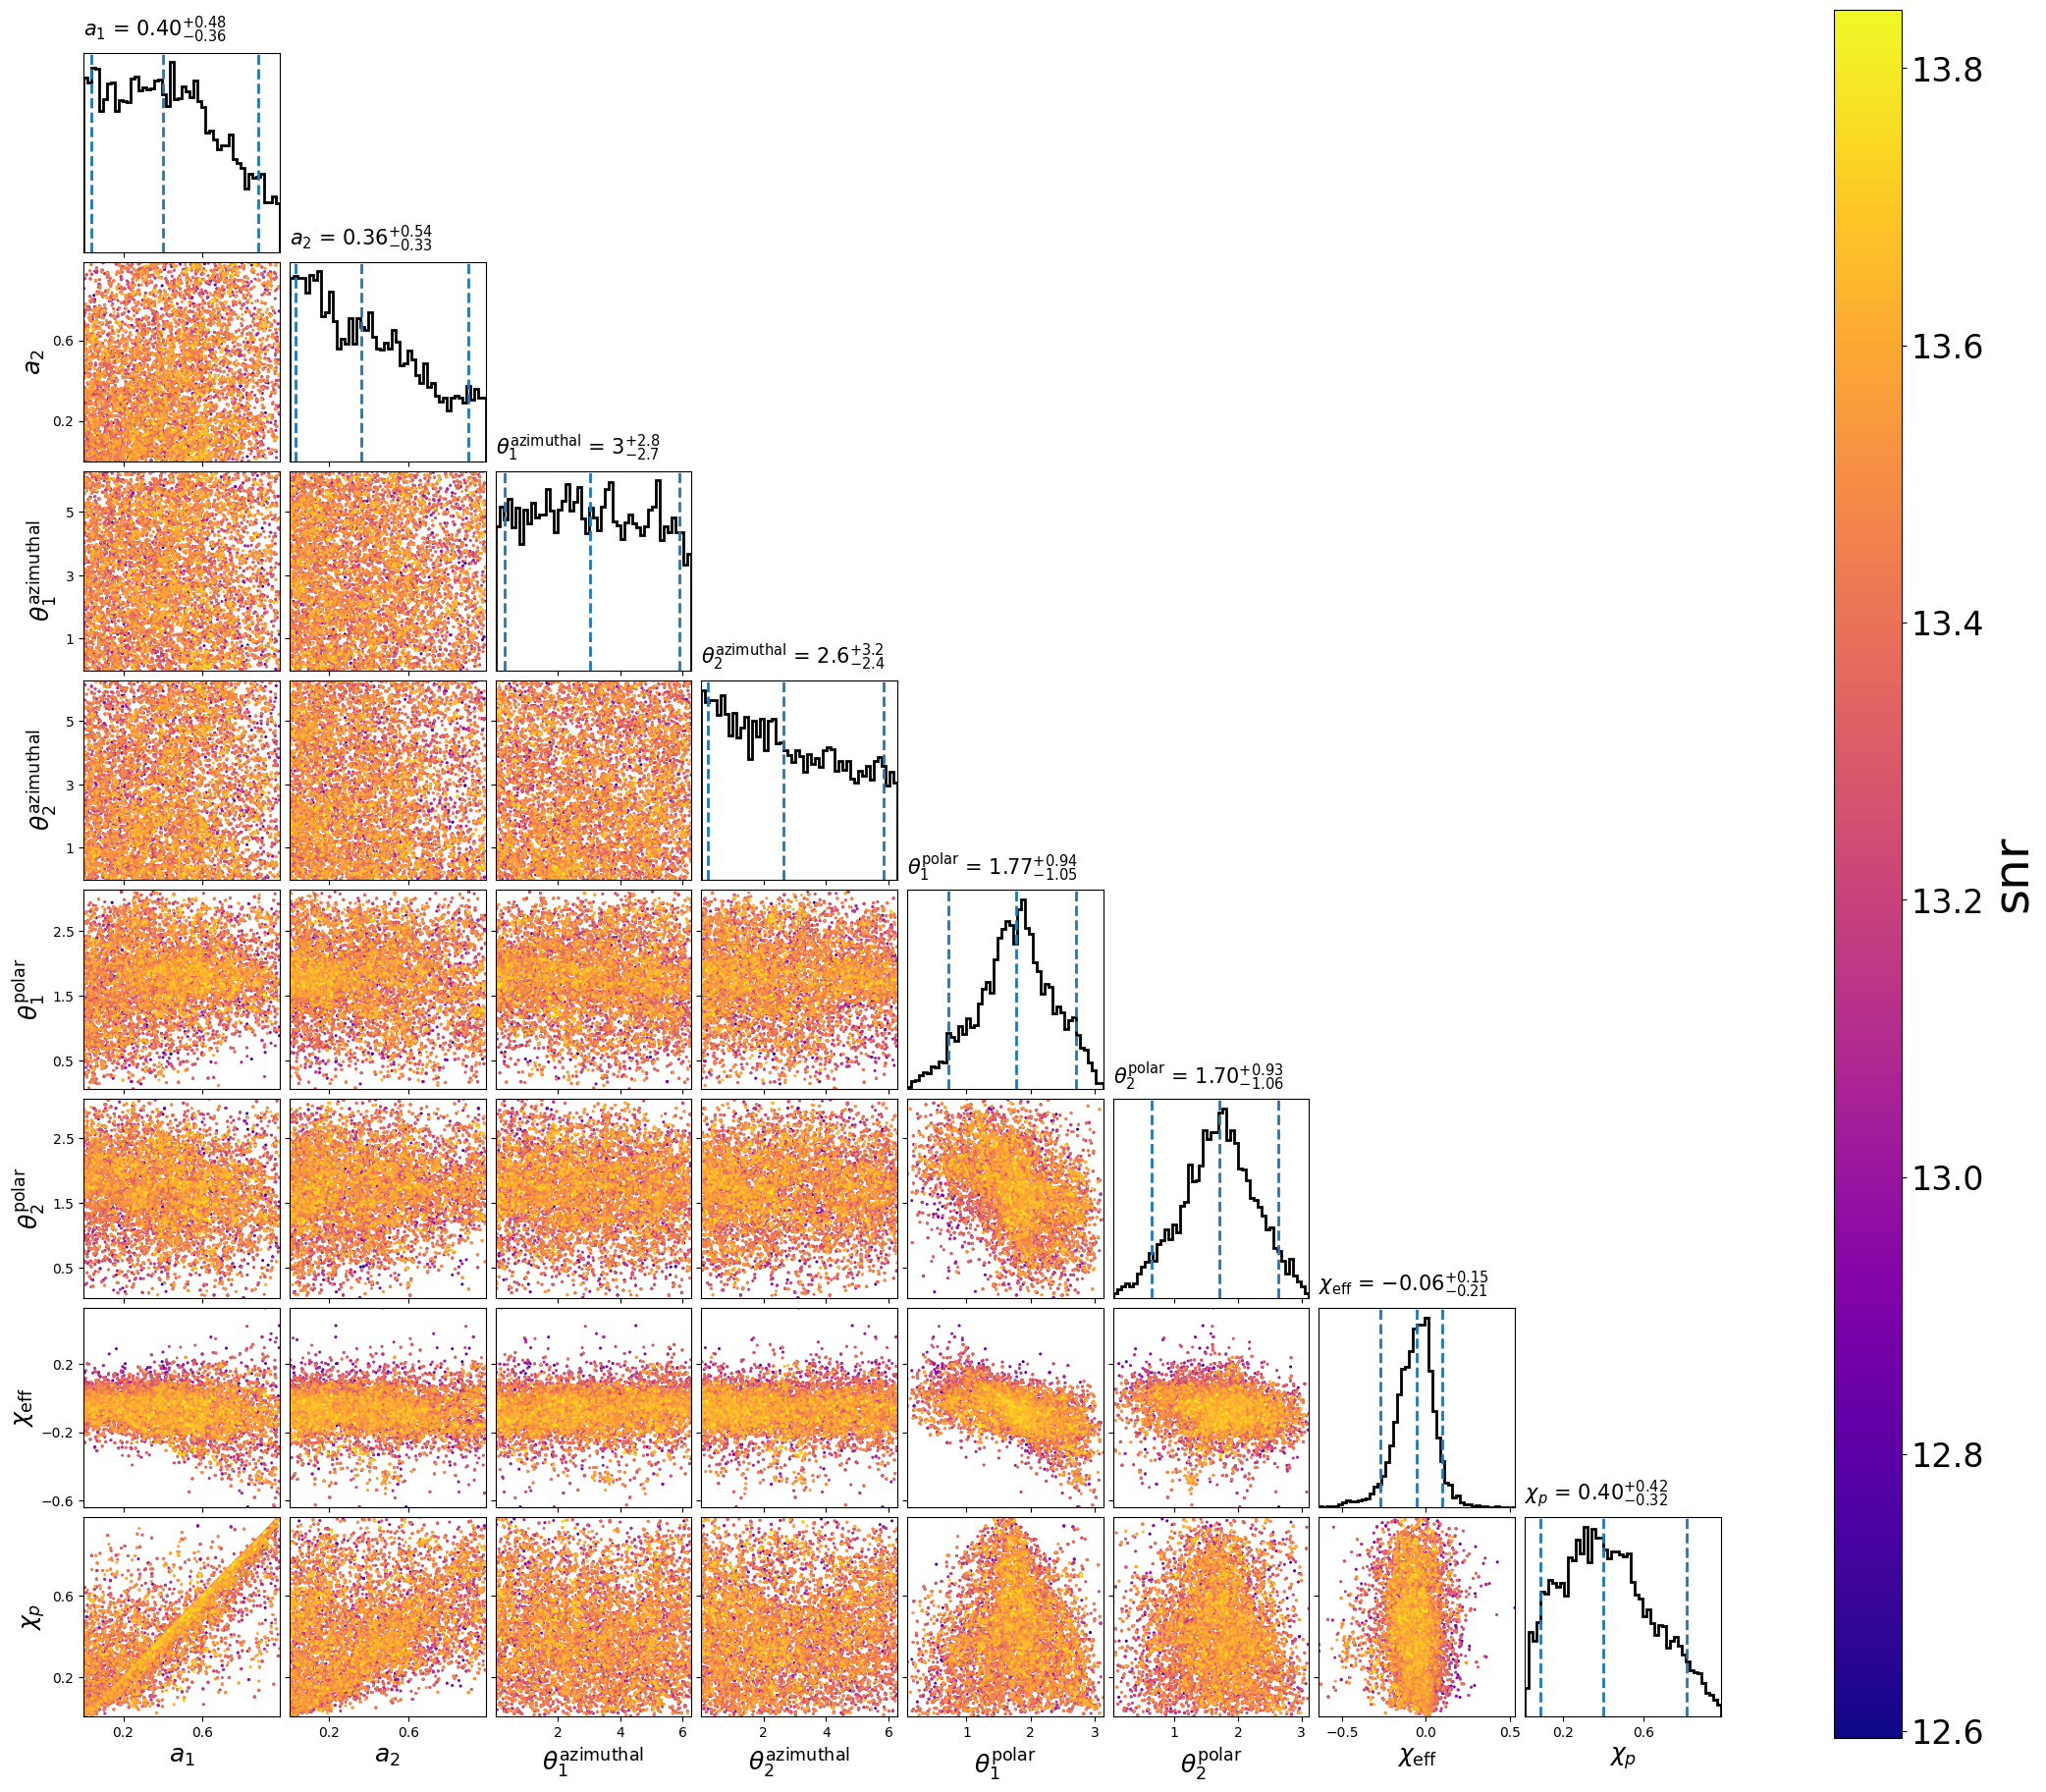 a₁ = 0.40⁺⁰·⁴⁸₋₀.₃₆
13.8
a₂ = 0.36⁺⁰·⁵⁴₋₀.₃₃
0.6
0.2
a₂
13.6
θ₁^azimuthal = 3⁺²·⁸₋₂.₇
5
3
1
θ₁^azimuthal
13.4
θ₂^azimuthal = 2.6⁺³·²₋₂.₄
5
3
1
θ₂^azimuthal
13.2
snr
θ₁^polar = 1.77⁺⁰·⁹⁴₋₁.₀₅
2.5
1.5
0.5
θ₁^polar
θ₂^polar = 1.70⁺⁰·⁹³₋₁.₀₆
2.5
1.5
0.5
θ₂^polar
13.0
χ_eff = −0.06⁺⁰·¹⁵₋₀.₂₁
0.2
−0.2
−0.6
χ_eff
12.8
χ_p = 0.40⁺⁰·⁴²₋₀.₃₂
0.6
0.2
χ_p
12.6
0.2 0.6 0.2 0.6 2 4 6 2 4 6 1 2 3 1 2 3 −0.5 0.0 0.5 0.2 0.6
a₁ a₂ θ₁^azimuthal θ₂^azimuthal θ₁^polar θ₂^polar χ_eff χ_p